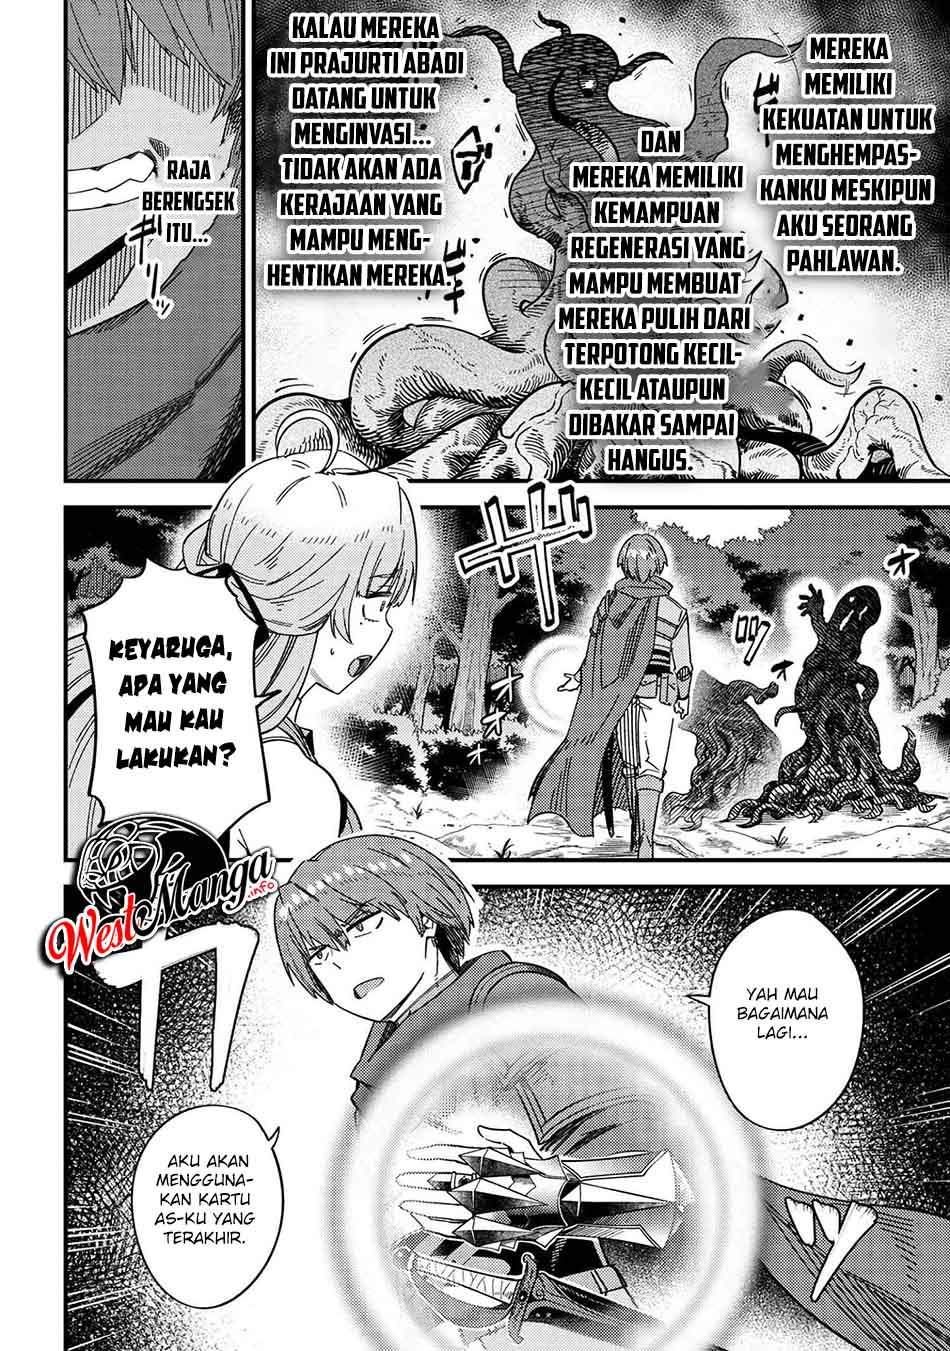 MEREKA
MEMILIKI
KEKUATAN UNTUK
MENGHEMPAS-
KANKU MESKIPUN
AKU SEORANG
PAHLAWAN.
DAN
MEREKA MEMILIKI
KEMAMPUAN
REGENERASI YANG
MAMPU MEMBUAT
MEREKA PULIH DARI
TERPOTONG KECIL-
KECIL ATAUPUN
DIBAKAR SAMPAI
HANGUS.
KALAU MEREKA
INI PRAJURTI ABADI
DATANG UNTUK
MENGINVASI...
TIDAK AKAN ADA
KERAJAAN YANG
MAMPU MENG-
HENTIKAN MEREKA.
RAJA
BERENGSEK
ITU...
KEYARUGA,
APA YANG
MAU KAU
LAKUKAN?
WestManga
.info
YAH MAU
BAGAIMANA
LAGI...
AKU AKAN
MENGGUNA-
KAN KARTU
AS-KU YANG
TERAKHIR.